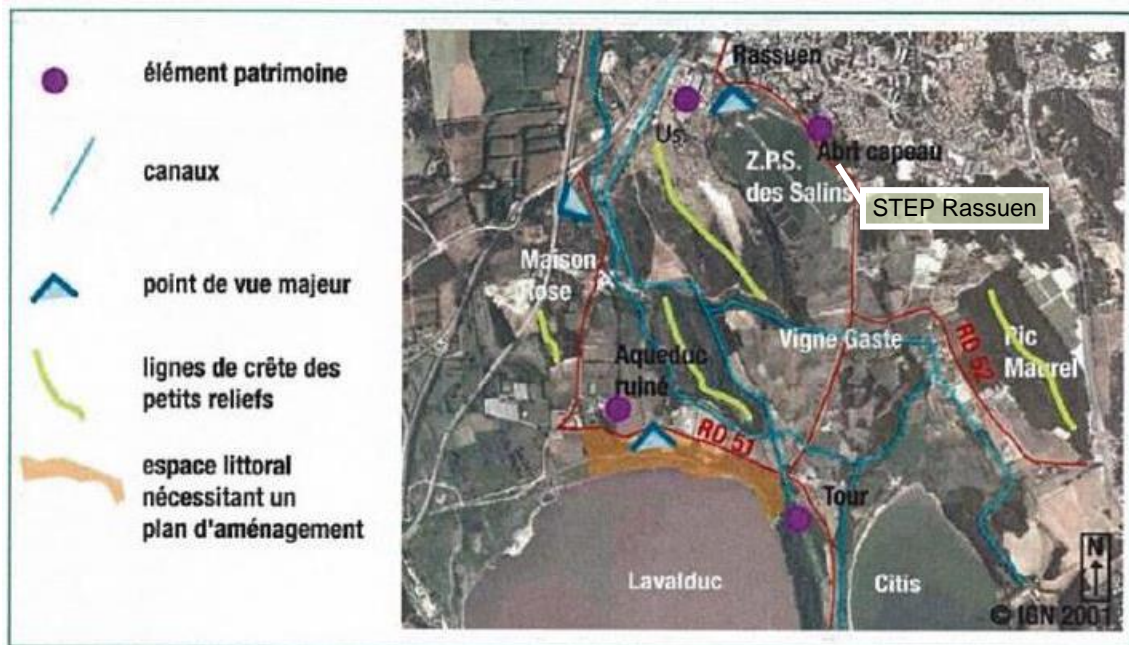 élément patrimoine
canaux
point de vue majeur
lignes de crête des
petits reliefs
espace littoral
nécessitant un
plan d'aménagement
Rassuen
Us.
Abri capeau
Z.P.S.
des Salins
STEP Rassuen
Maison
Rose
Vigne Gaste
RD 52
Pic
Maurel
Aqueduc
ruiné
RD 51
Tour
Lavalduc
Citis
N
© IGN 2001